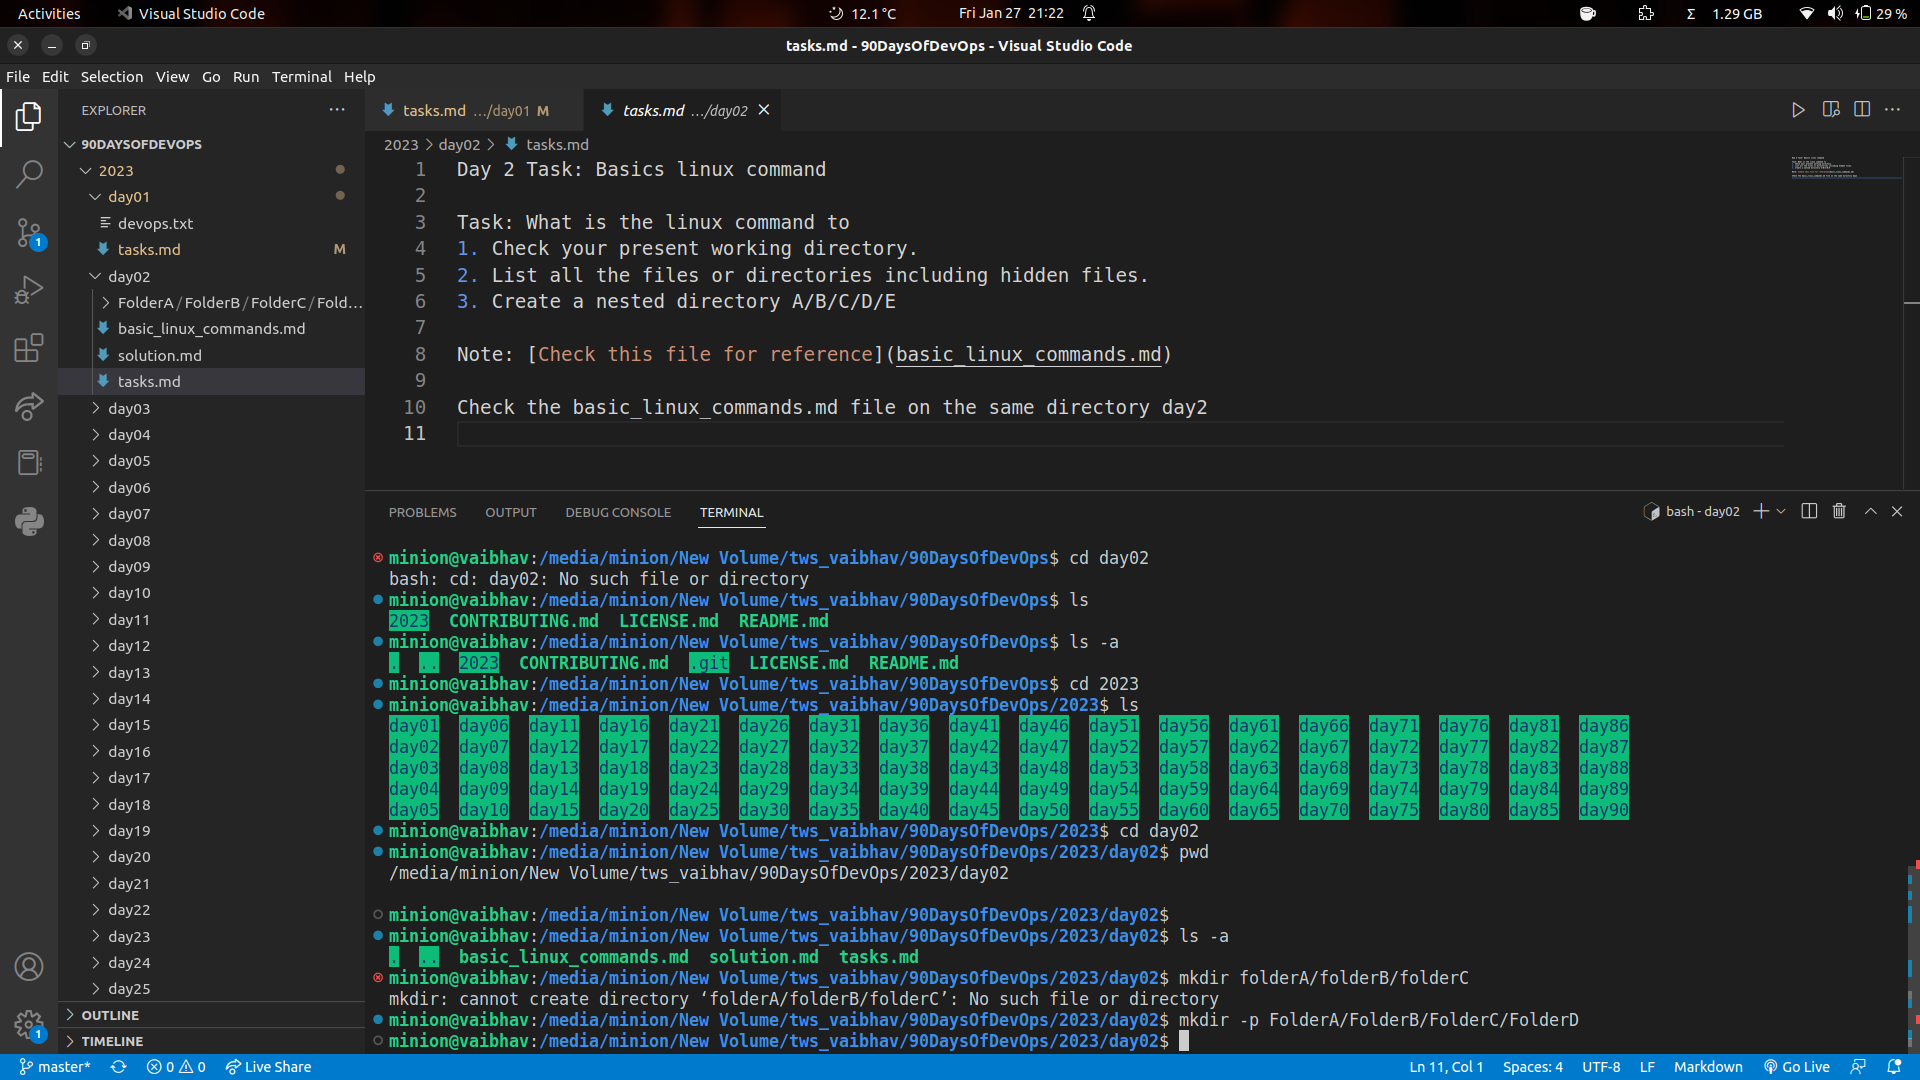 Activities
Visual Studio Code
12.1 °C
Fri Jan 27 21:22
Σ 1.29 GB
29 %
tasks.md - 90DaysOfDevOps - Visual Studio Code
File Edit Selection View Go Run Terminal Help
EXPLORER
90DAYSOFDEVOPS
2023
day01
devops.txt
tasks.md M
day02
FolderA / FolderB / FolderC / Fold...
basic_linux_commands.md
solution.md
tasks.md
day03
day04
day05
day06
day07
day08
day09
day10
day11
day12
day13
day14
day15
day16
day17
day18
day19
day20
day21
day22
day23
day24
day25
OUTLINE
TIMELINE
1
1
tasks.md .../day01 M
tasks.md .../day02
2023 > day02 > tasks.md
1 Day 2 Task: Basics linux command
2
3 Task: What is the linux command to
4 1. Check your present working directory.
5 2. List all the files or directories including hidden files.
6 3. Create a nested directory A/B/C/D/E
7
8 Note: [Check this file for reference](basic_linux_commands.md)
9
10 Check the basic_linux_commands.md file on the same directory day2
11
PROBLEMS OUTPUT DEBUG CONSOLE TERMINAL
bash - day02
minion@vaibhav:/media/minion/New Volume/tws_vaibhav/90DaysOfDevOps$ cd day02
bash: cd: day02: No such file or directory
minion@vaibhav:/media/minion/New Volume/tws_vaibhav/90DaysOfDevOps$ ls
2023 CONTRIBUTING.md LICENSE.md README.md
minion@vaibhav:/media/minion/New Volume/tws_vaibhav/90DaysOfDevOps$ ls -a
. .. 2023 CONTRIBUTING.md .git LICENSE.md README.md
minion@vaibhav:/media/minion/New Volume/tws_vaibhav/90DaysOfDevOps$ cd 2023
minion@vaibhav:/media/minion/New Volume/tws_vaibhav/90DaysOfDevOps/2023$ ls
day01 day06 day11 day16 day21 day26 day31 day36 day41 day46 day51 day56 day61 day66 day71 day76 day81 day86
day02 day07 day12 day17 day22 day27 day32 day37 day42 day47 day52 day57 day62 day67 day72 day77 day82 day87
day03 day08 day13 day18 day23 day28 day33 day38 day43 day48 day53 day58 day63 day68 day73 day78 day83 day88
day04 day09 day14 day19 day24 day29 day34 day39 day44 day49 day54 day59 day64 day69 day74 day79 day84 day89
day05 day10 day15 day20 day25 day30 day35 day40 day45 day50 day55 day60 day65 day70 day75 day80 day85 day90
minion@vaibhav:/media/minion/New Volume/tws_vaibhav/90DaysOfDevOps/2023$ cd day02
minion@vaibhav:/media/minion/New Volume/tws_vaibhav/90DaysOfDevOps/2023/day02$ pwd
/media/minion/New Volume/tws_vaibhav/90DaysOfDevOps/2023/day02
minion@vaibhav:/media/minion/New Volume/tws_vaibhav/90DaysOfDevOps/2023/day02$
minion@vaibhav:/media/minion/New Volume/tws_vaibhav/90DaysOfDevOps/2023/day02$ ls -a
. .. basic_linux_commands.md solution.md tasks.md
minion@vaibhav:/media/minion/New Volume/tws_vaibhav/90DaysOfDevOps/2023/day02$ mkdir folderA/folderB/folderC
mkdir: cannot create directory ‘folderA/folderB/folderC’: No such file or directory
minion@vaibhav:/media/minion/New Volume/tws_vaibhav/90DaysOfDevOps/2023/day02$ mkdir -p FolderA/FolderB/FolderC/FolderD
minion@vaibhav:/media/minion/New Volume/tws_vaibhav/90DaysOfDevOps/2023/day02$
master* 0 0 Live Share
Ln 11, Col 1 Spaces: 4 UTF-8 LF Markdown Go Live